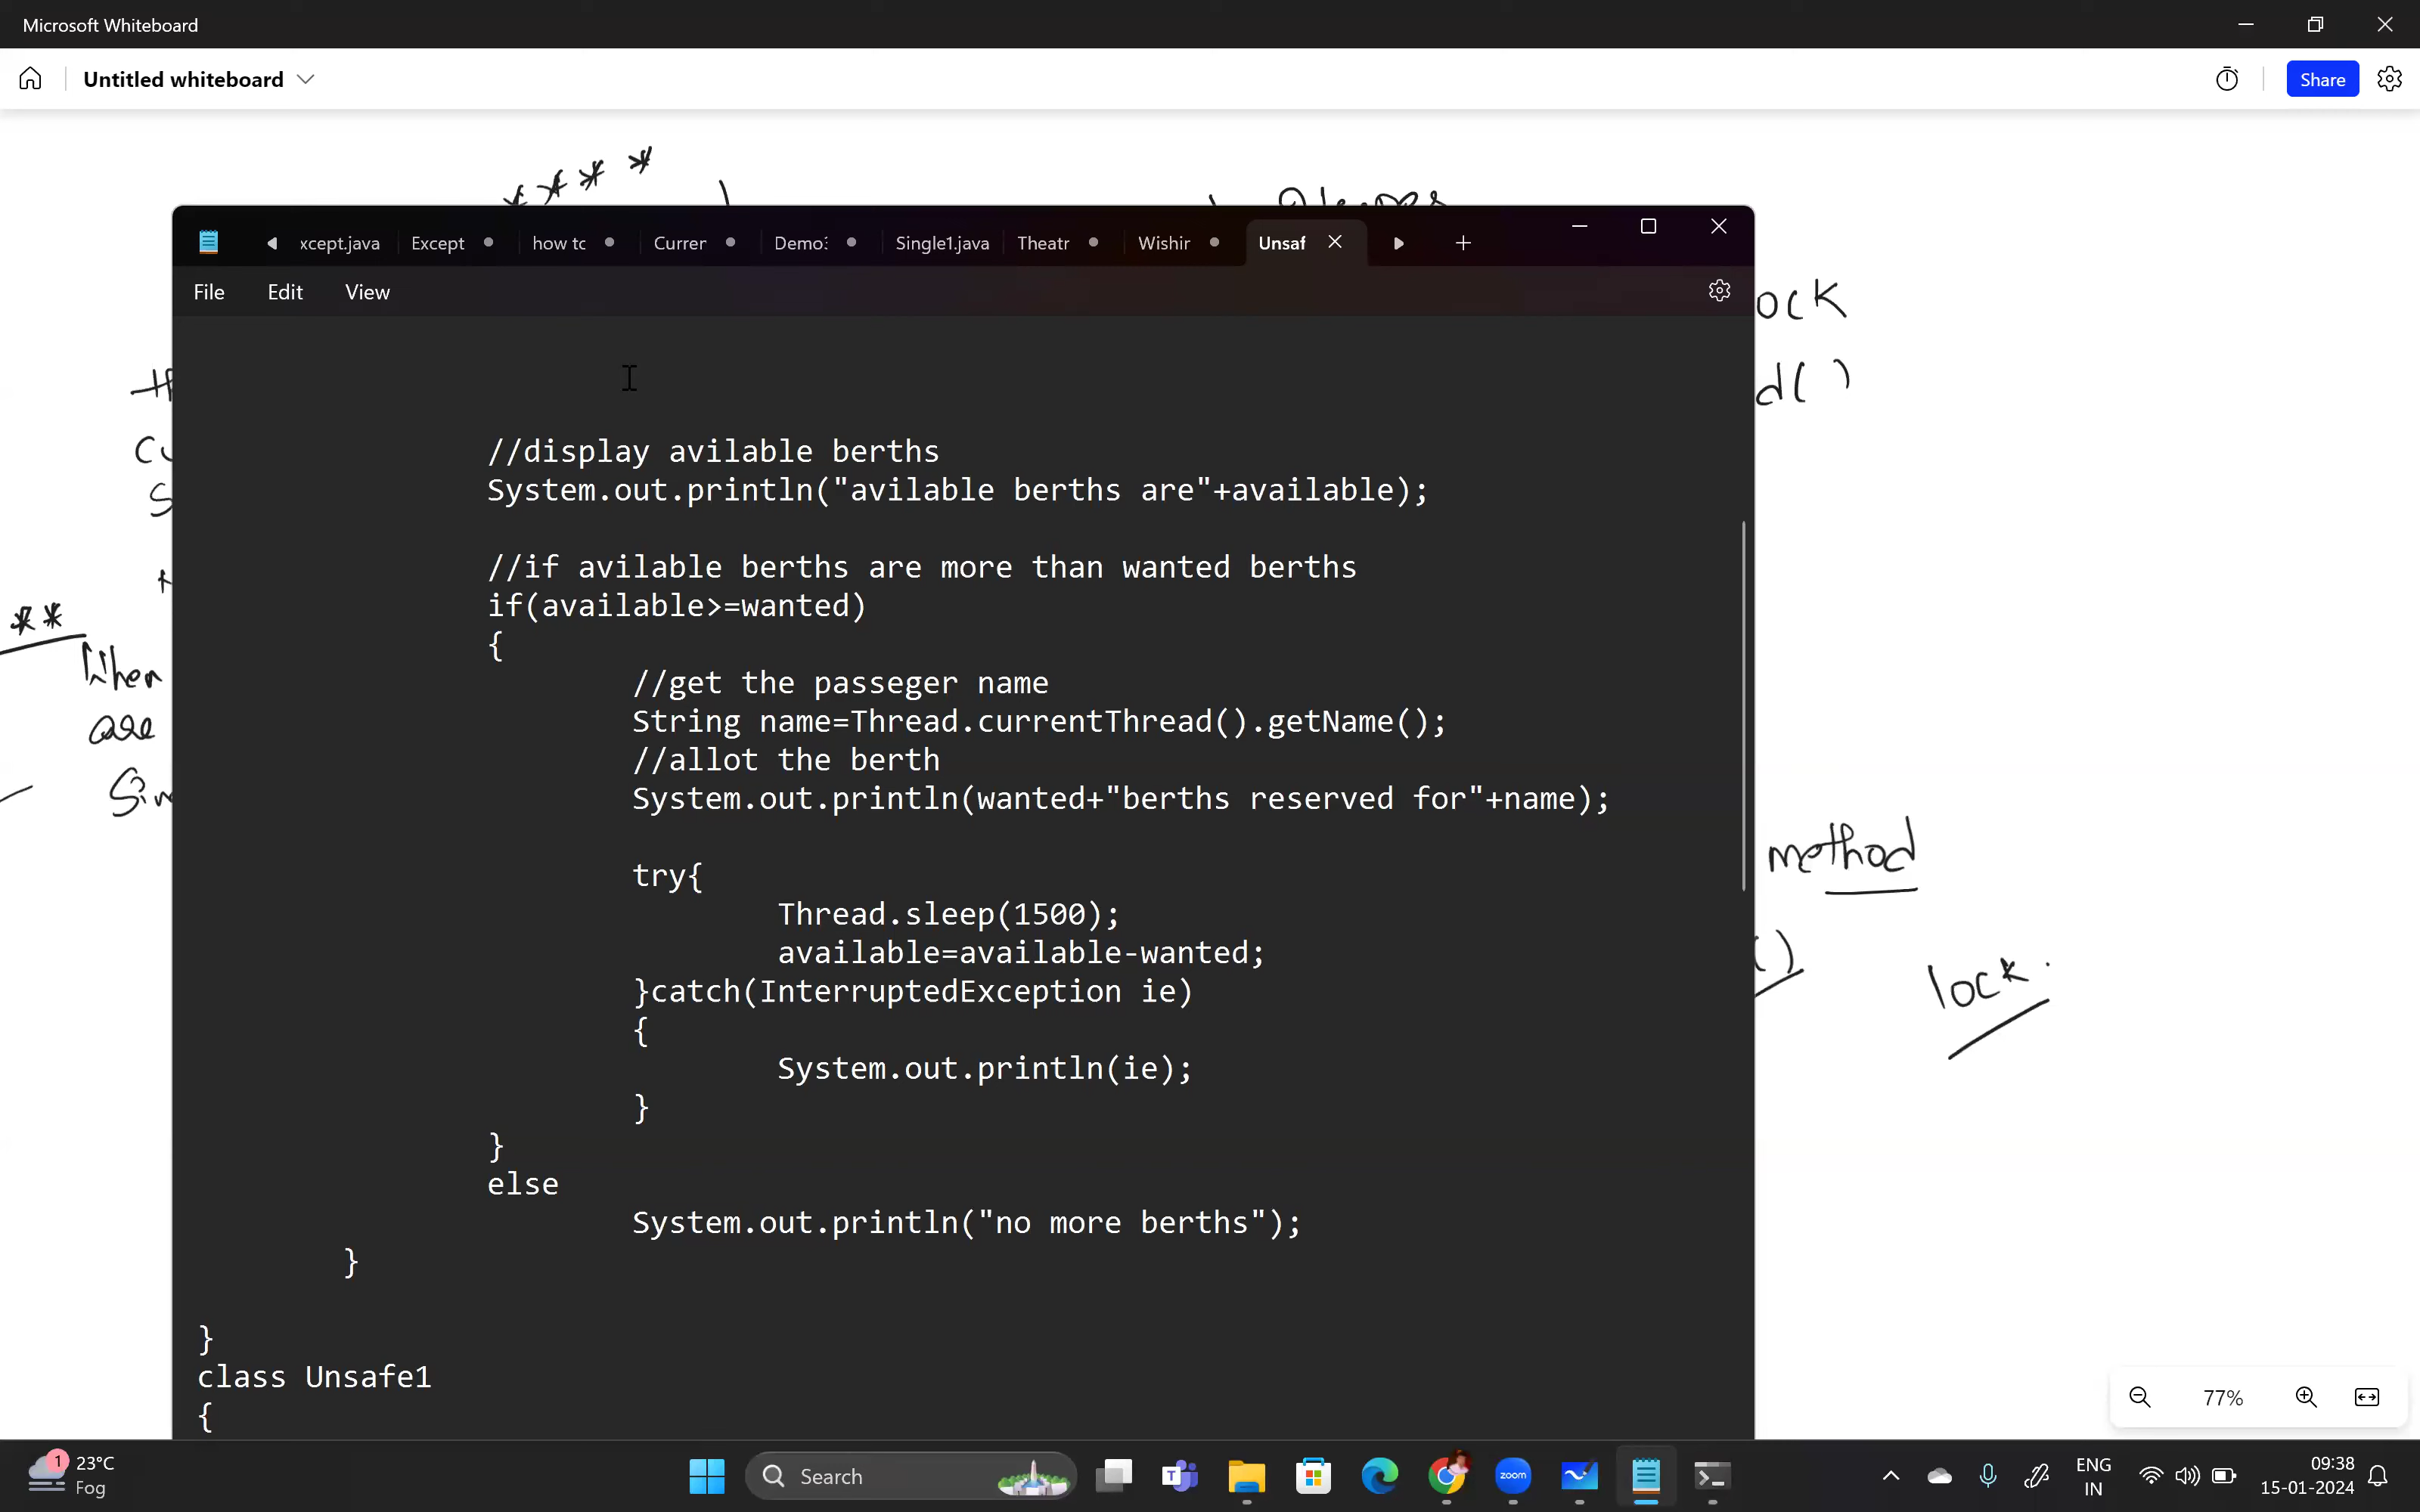 Microsoft Whiteboard
Untitled whiteboard
Share
* * * *
xcept.java Except how to Currer Demo3 Single1.java Theatr Wishir Unsaf
File Edit View
ock
d( )
//display avilable berths
System.out.println("avilable berths are"+available);
//if avilable berths are more than wanted berths
if(available>=wanted)
{
//get the passeger name
String name=Thread.currentThread().getName();
//allot the berth
System.out.println(wanted+"berths reserved for"+name);
try{
Thread.sleep(1500);
available=available-wanted;
}catch(InterruptedException ie)
{
System.out.println(ie);
}
}
else
System.out.println("no more berths");
}
}
class Unsafe1
{
**
When
are
method
()
lock.
77%
1
23°C
Fog
Search
zoom
ENG
IN
09:38
15-01-2024